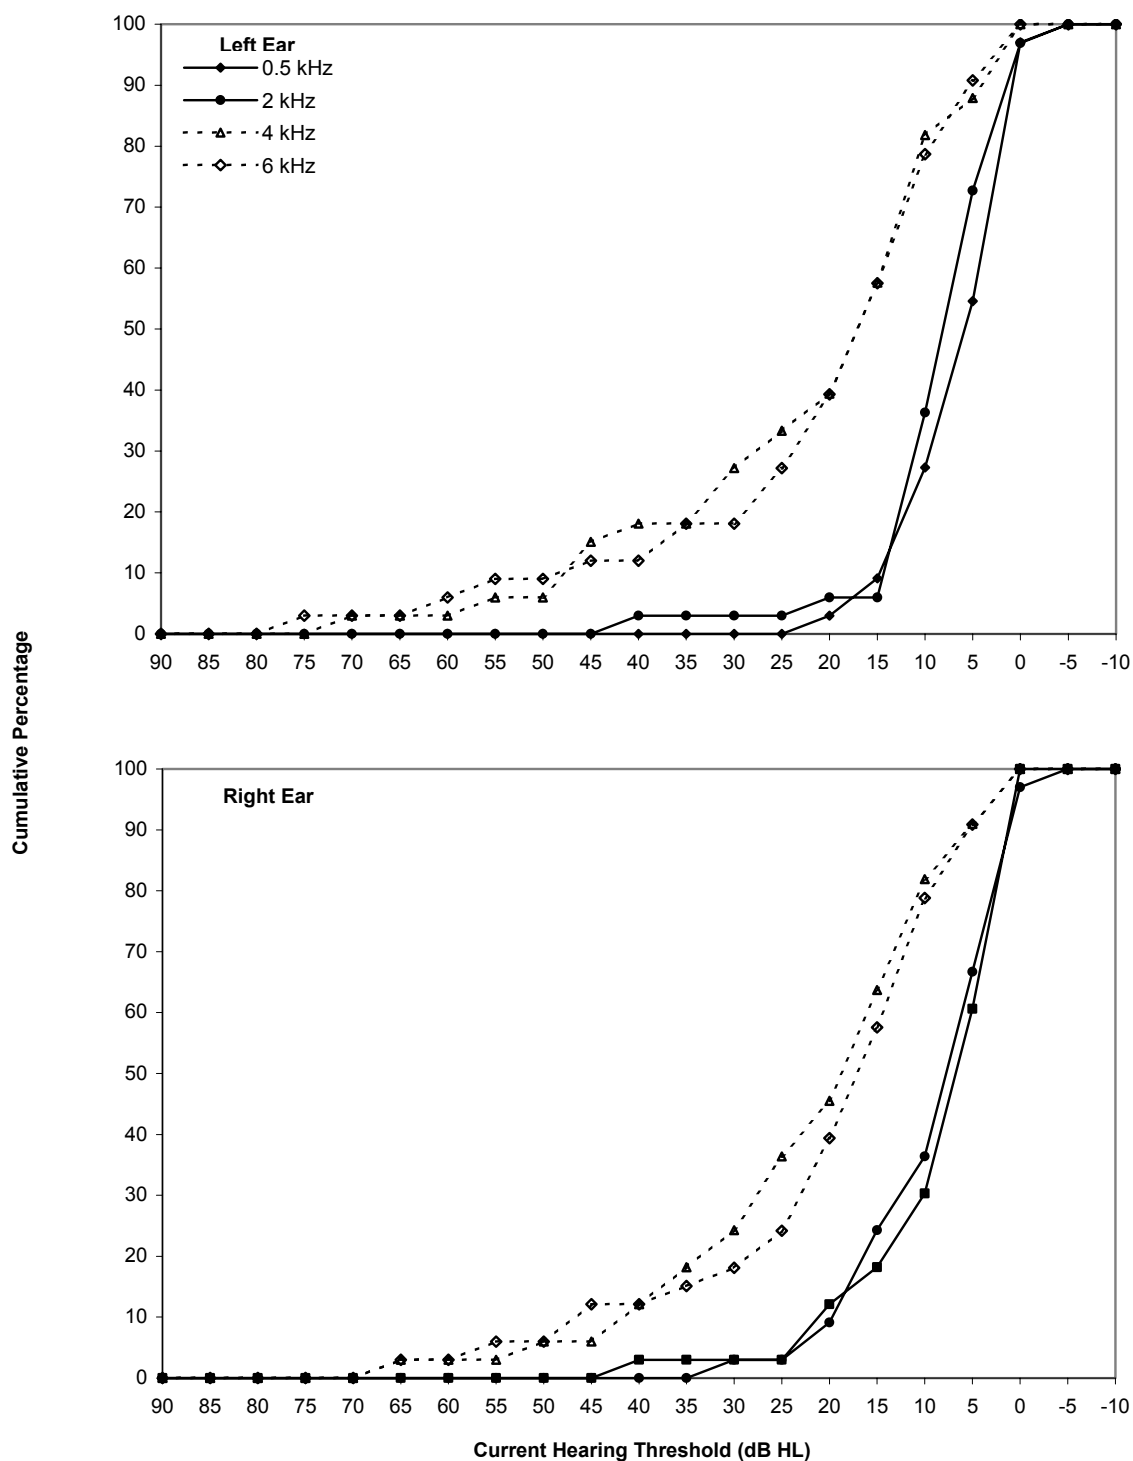 Cumulative Percentage
100
90
80
70
60
50
40
30
20
10
0
Left Ear
0.5 kHz
2 kHz
4 kHz
6 kHz
90 85 80 75 70 65 60 55 50 45 40 35 30 25 20 15 10 5 0 -5 -10
100
90
80
70
60
50
40
30
20
10
0
Right Ear
90 85 80 75 70 65 60 55 50 45 40 35 30 25 20 15 10 5 0 -5 -10
Current Hearing Threshold (dB HL)